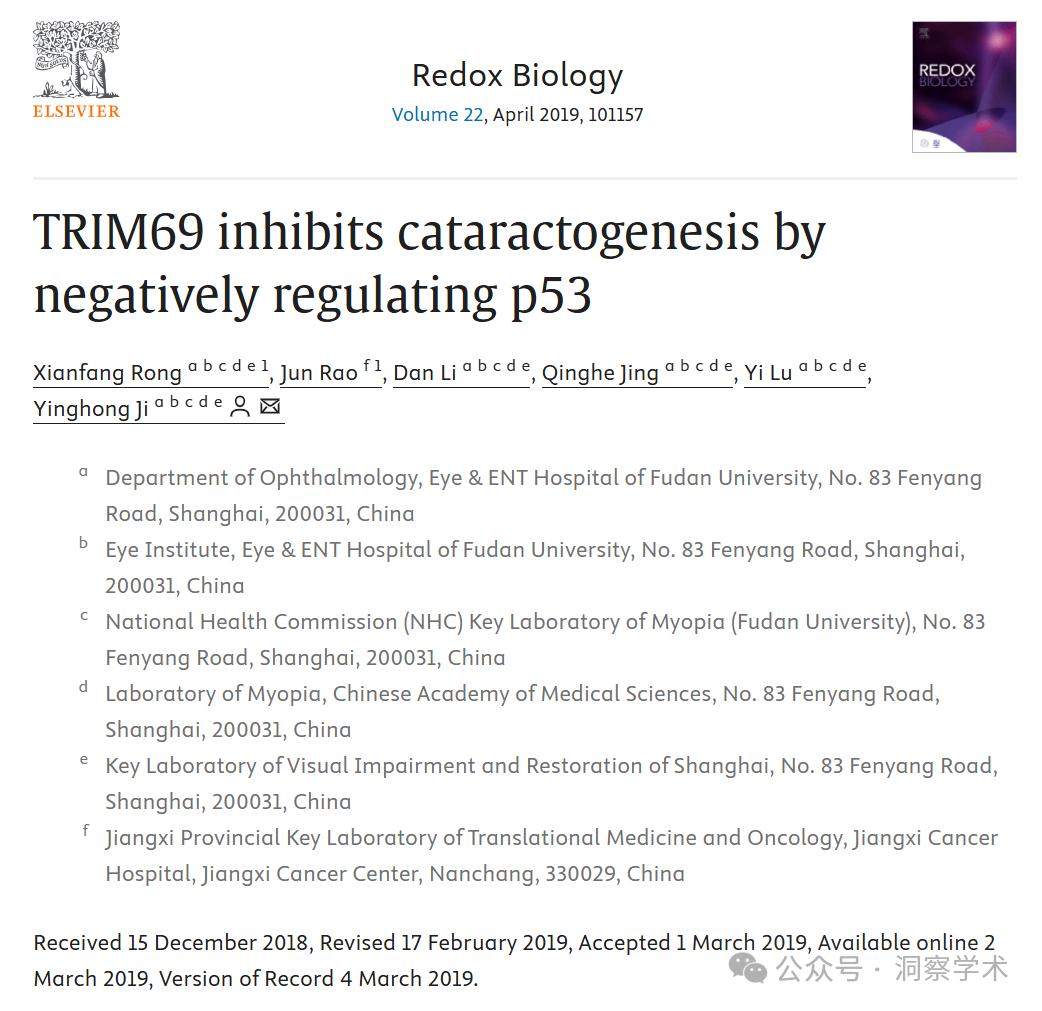 ELSEVIER
Redox Biology
Volume 22, April 2019, 101157
REDOX
BIOLOGY
TRIM69 inhibits cataractogenesis by
negatively regulating p53
Xianfang Rong a b c d e 1, Jun Rao f 1, Dan Li a b c d e, Qinghe Jing a b c d e, Yi Lu a b c d e,
Yinghong Ji a b c d e
a Department of Ophthalmology, Eye & ENT Hospital of Fudan University, No. 83 Fenyang
Road, Shanghai, 200031, China
b Eye Institute, Eye & ENT Hospital of Fudan University, No. 83 Fenyang Road, Shanghai,
200031, China
c National Health Commission (NHC) Key Laboratory of Myopia (Fudan University), No. 83
Fenyang Road, Shanghai, 200031, China
d Laboratory of Myopia, Chinese Academy of Medical Sciences, No. 83 Fenyang Road,
Shanghai, 200031, China
e Key Laboratory of Visual Impairment and Restoration of Shanghai, No. 83 Fenyang Road,
Shanghai, 200031, China
f Jiangxi Provincial Key Laboratory of Translational Medicine and Oncology, Jiangxi Cancer
Hospital, Jiangxi Cancer Center, Nanchang, 330029, China
Received 15 December 2018, Revised 17 February 2019, Accepted 1 March 2019, Available online 2
March 2019, Version of Record 4 March 2019.
公众号 · 洞察学术